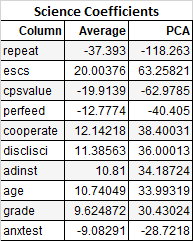 Science Coefficients
Column Average PCA
repeat -37.393 -118.263
escs 20.00376 63.25821
cpsvalue -19.9139 -62.9785
perfeed -12.7774 -40.405
cooperate 12.14218 38.40031
disclisci 11.38563 36.00013
adinst 10.81 34.18724
age 10.74049 33.99319
grade 9.624872 30.43024
anxtest -9.08291 -28.7218